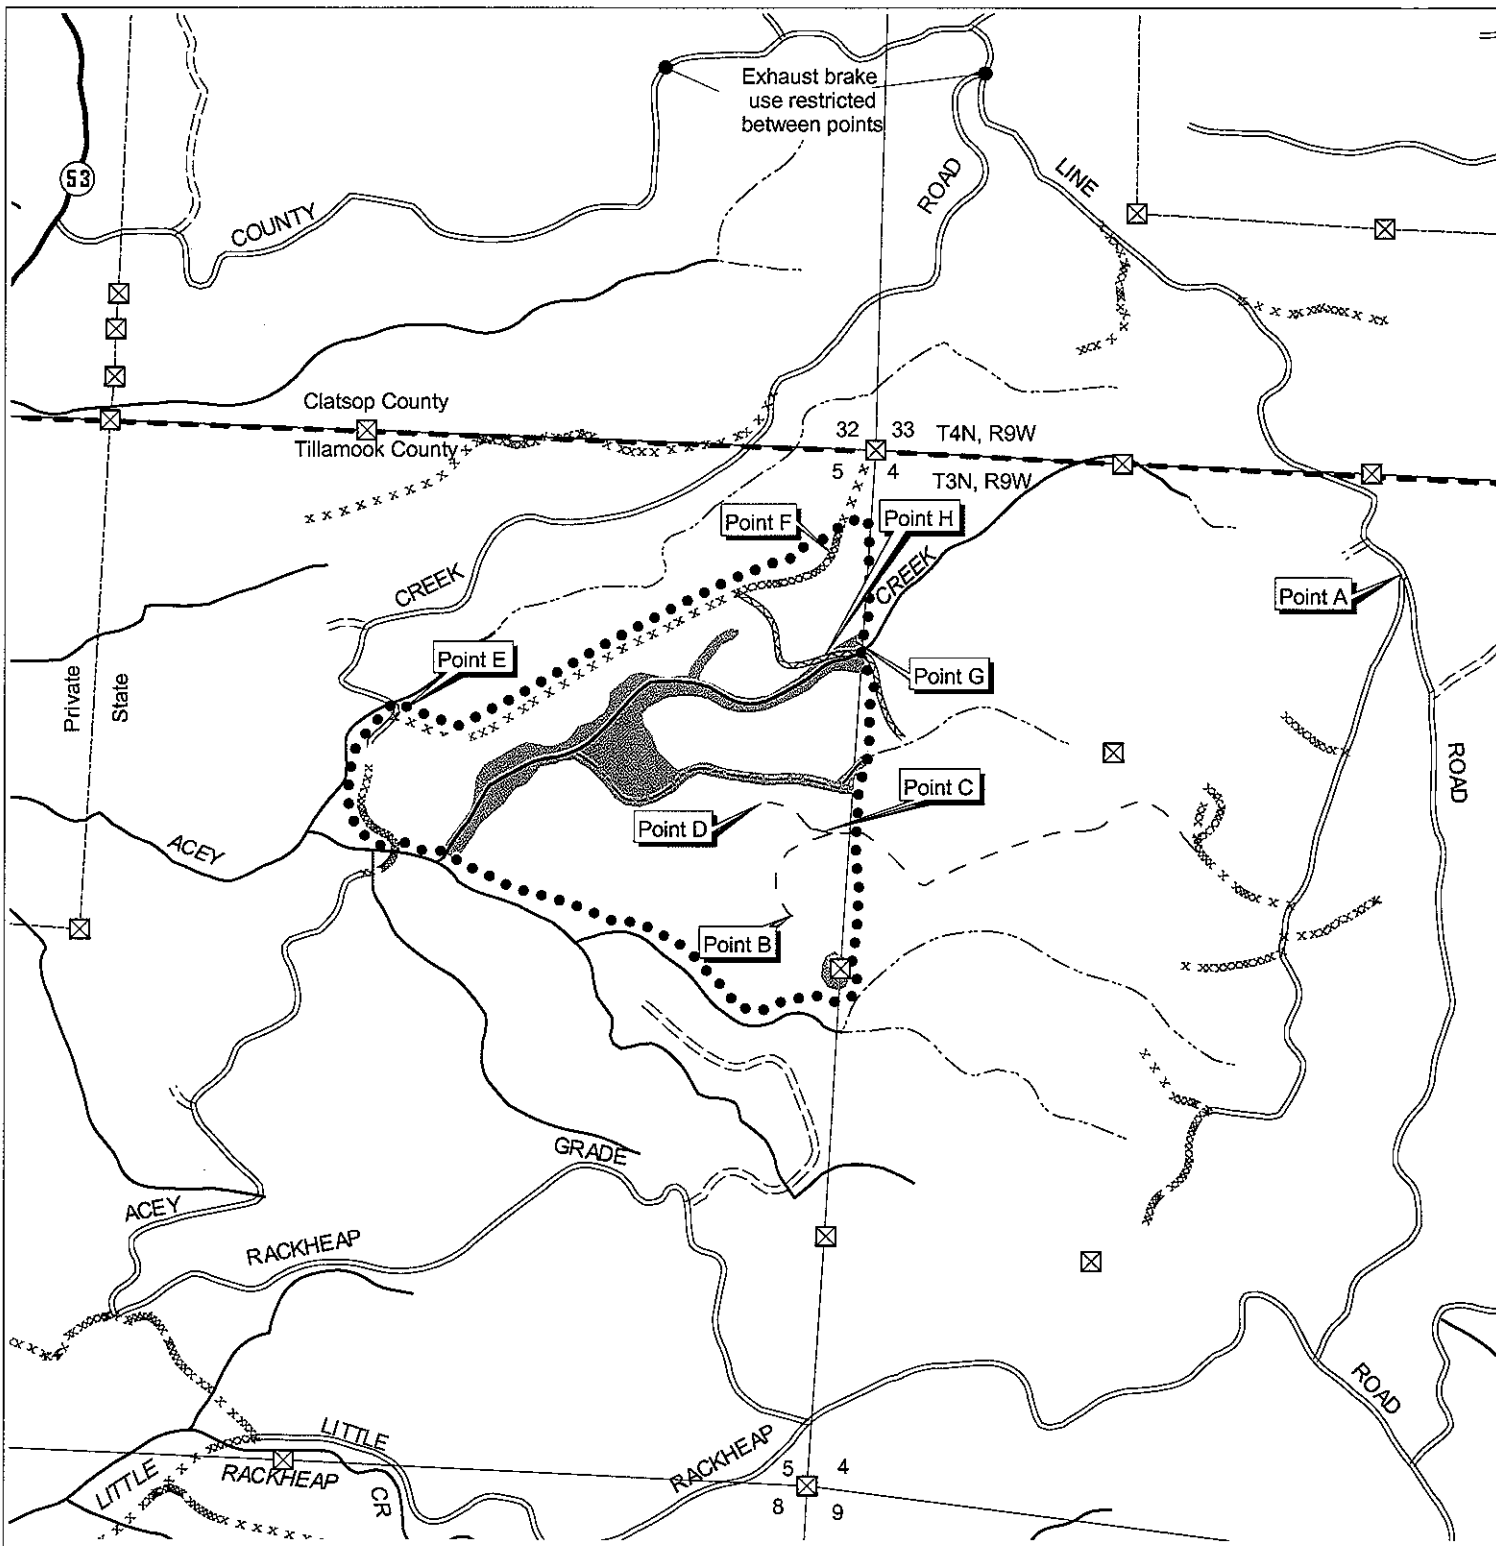 Exhaust brake
use restricted
between points
53
COUNTY
ROAD
LINE
Clatsop County
Tillamook County
32 33 T4N, R9W
5 4 T3N, R9W
Point F
Point H
CREEK
CREEK
Point A
Point E
Point G
Private
State
ROAD
Point C
Point D
ACEY
Point B
GRADE
ACEY
RACKHEAP
ROAD
LITTLE
RACKHEAP
LITTLE
RACKHEAP
CR
5 4
8 9